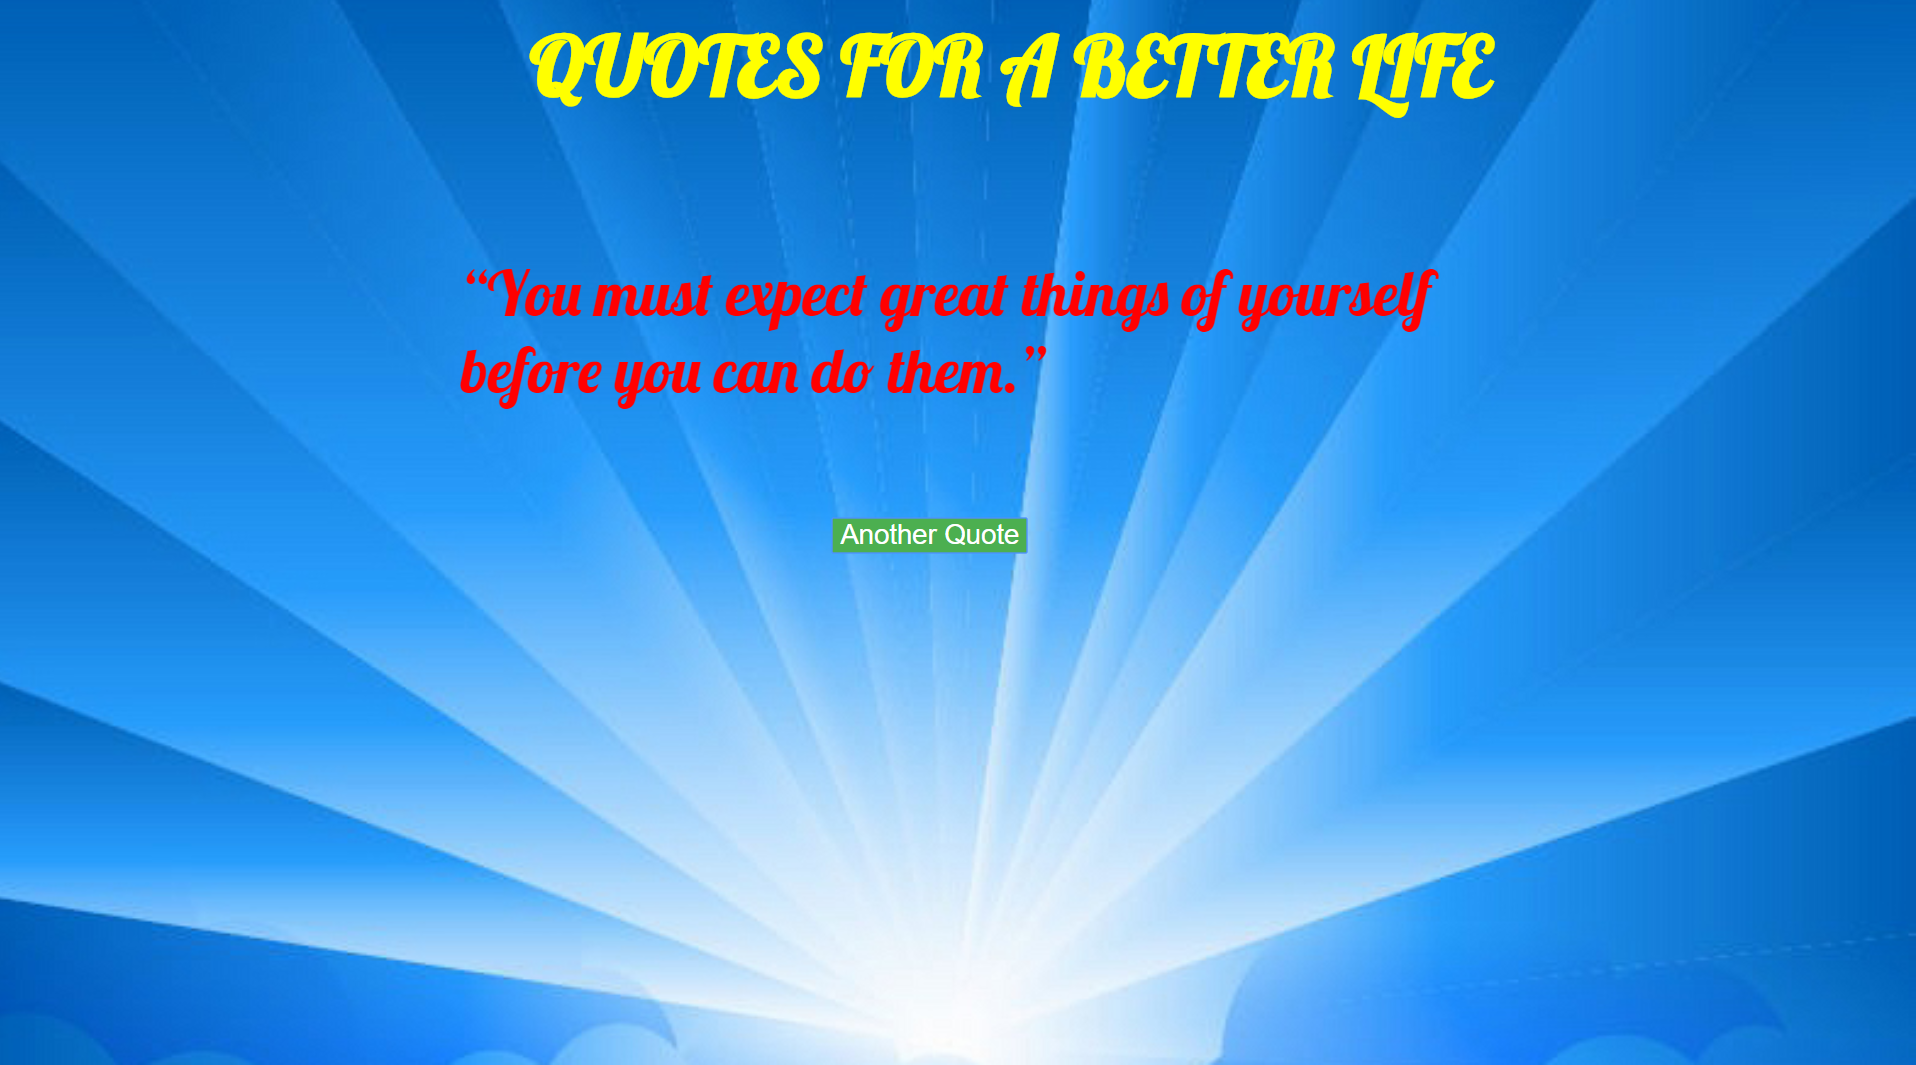 QUOTES FOR A BETTER LIFE
“You must expect great things of yourself
before you can do them.”
Another Quote